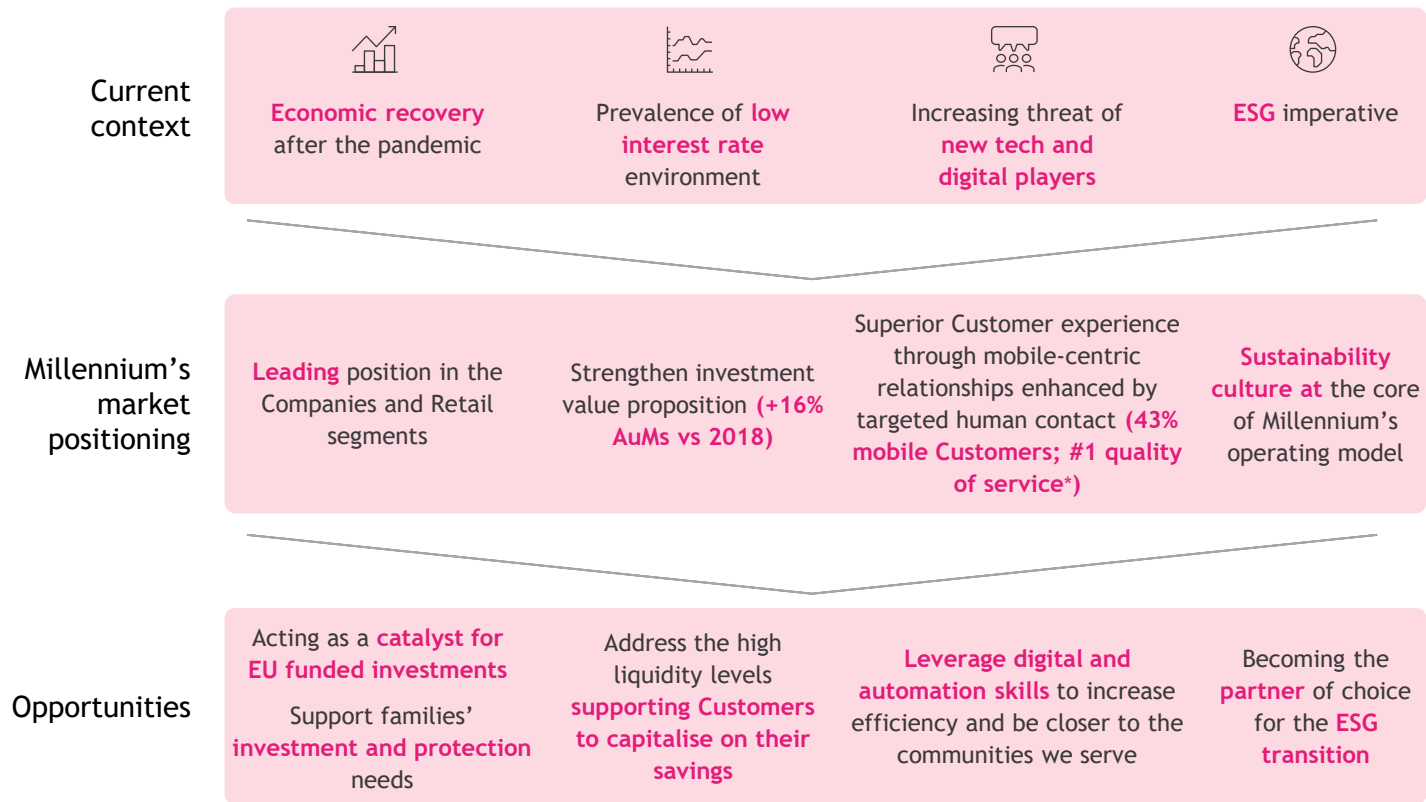 Current
context
Economic recovery
after the pandemic
Prevalence of low
interest rate
environment
Increasing threat of
new tech and
digital players
ESG imperative
Millennium’s
market
positioning
Leading position in the
Companies and Retail
segments
Strengthen investment
value proposition (+16%
AuMs vs 2018)
Superior Customer experience
through mobile-centric
relationships enhanced by
targeted human contact (43%
mobile Customers; #1 quality
of service*)
Sustainability
culture at the core
of Millennium’s
operating model
Opportunities
Acting as a catalyst for
EU funded investments
Support families’
investment and protection
needs
Address the high
liquidity levels
supporting Customers
to capitalise on their
savings
Leverage digital and
automation skills to increase
efficiency and be closer to the
communities we serve
Becoming the
partner of choice
for the ESG
transition